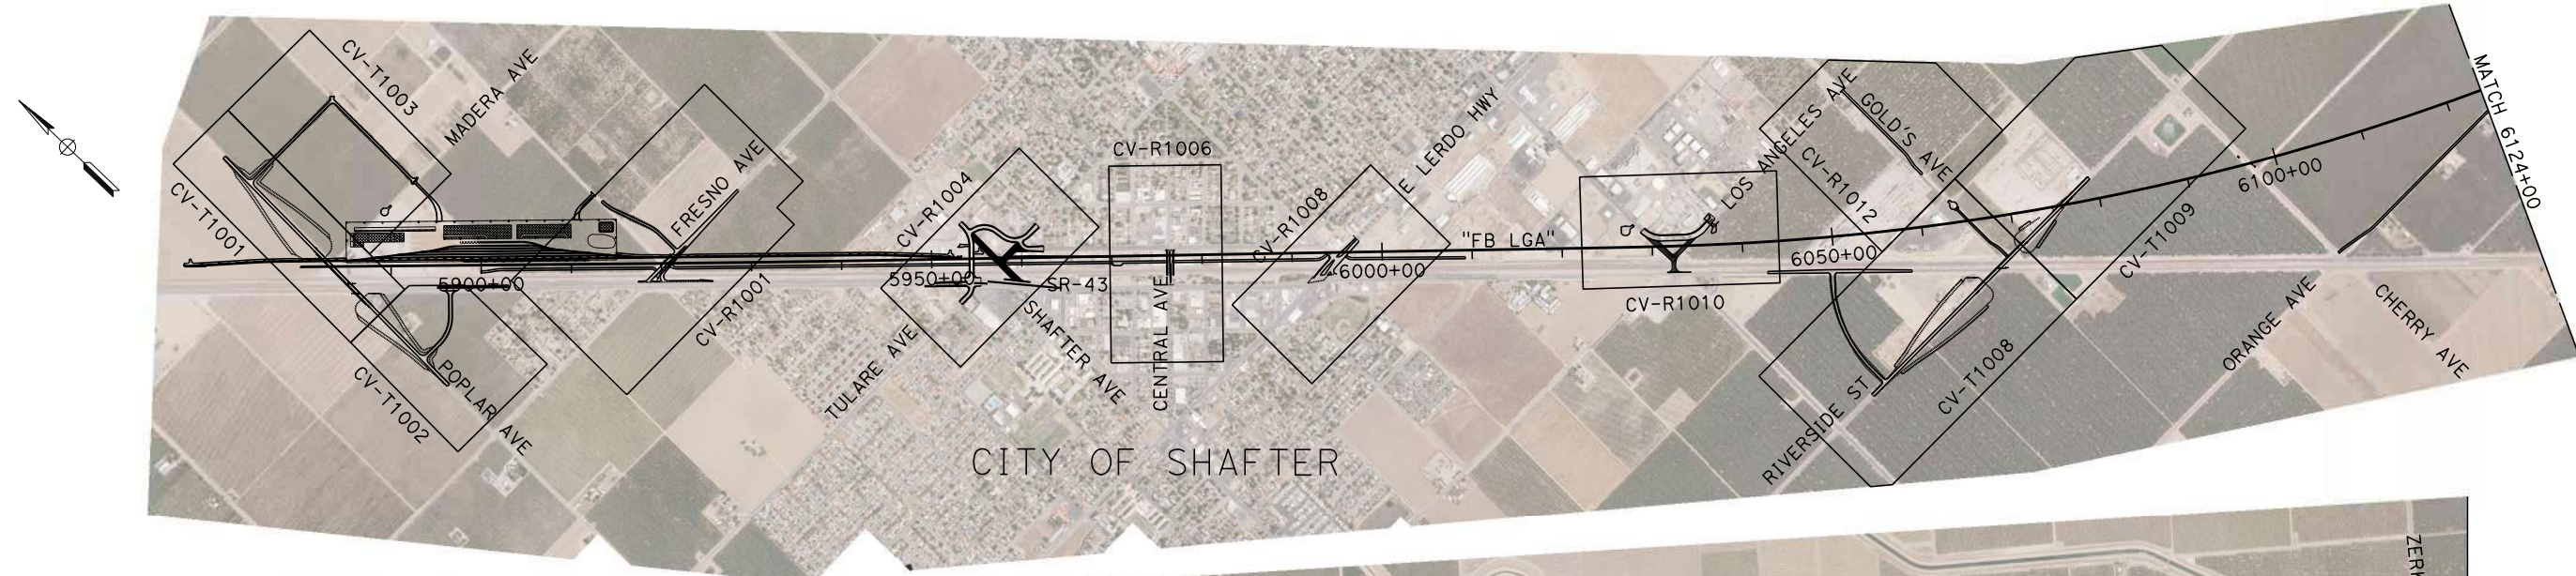 CV-T1003
MADERA AVE
CV-T1001
FRESNO AVE
5900+00
CV-R1001
CV-T1002
POPLAR AVE
CV-R1004
5950+00
SR-43
TULARE AVE
SHAFTER AVE
CV-R1006
CENTRAL AVE
CV-R1008
E LERDO HWY
6000+00
"FB LGA"
CITY OF SHAFTER
CV-R1010
LOS ANGELES AVE
GOLD'S AVE
CV-R1012
6050+00
RIVERSIDE ST
CV-T1008
CV-T1009
6100+00
ORANGE AVE
CHERRY AVE
MATCH 6124+00